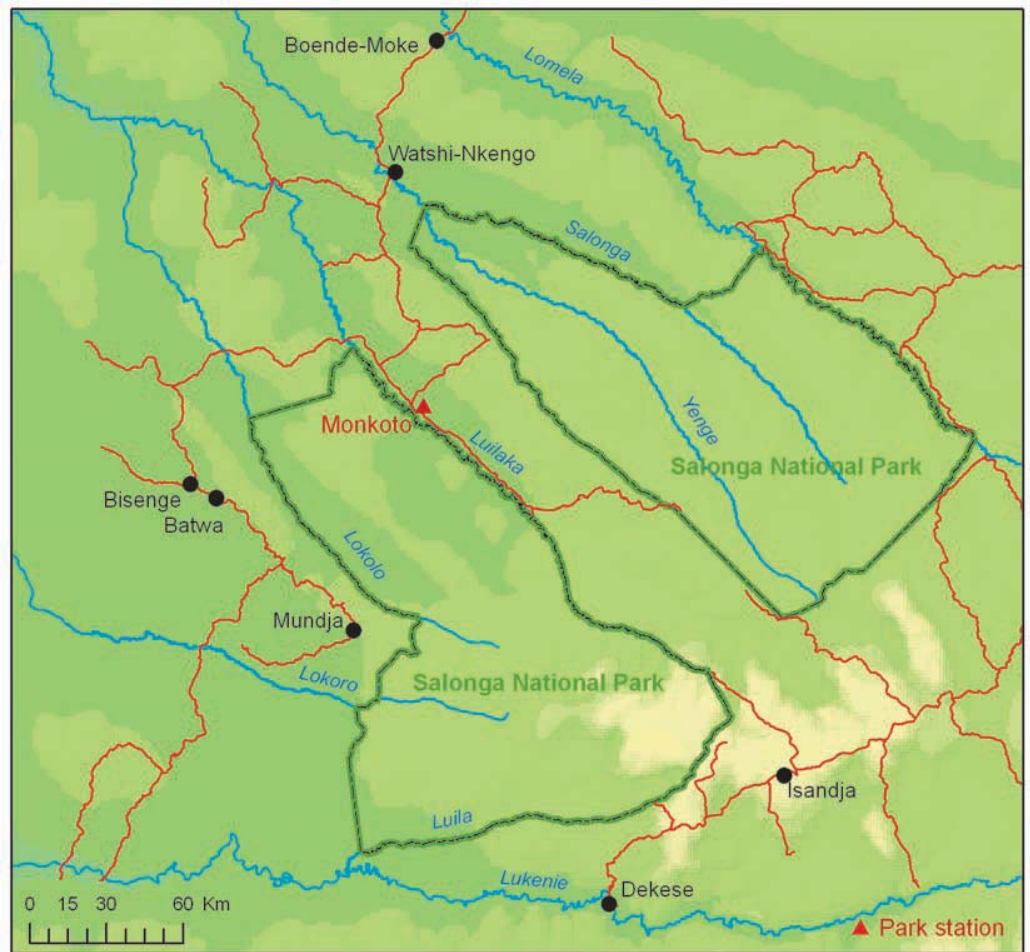 Boende-Moke
Lomela
Watshi-Nkengo
Salonga
Monkoto
Luilaka
Yenge
Salonga National Park
Bisenge
Batwa
Lokolo
Mundja
Lokoro
Salonga National Park
Isandja
Luila
Lukenie
Dekese
0 15 30 60 Km
Park station